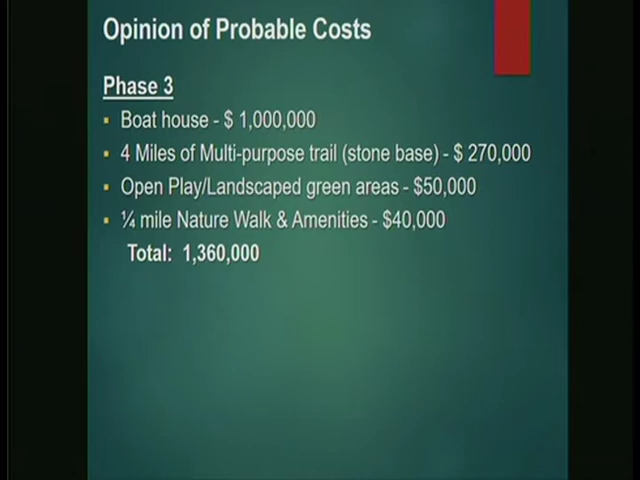 Opinion of Probable Costs
Phase 3
▪ Boat house - $ 1,000,000
▪ 4 Miles of Multi-purpose trail (stone base) - $ 270,000
▪ Open Play/Landscaped green areas - $50,000
▪ ¼ mile Nature Walk & Amenities - $40,000
Total: 1,360,000